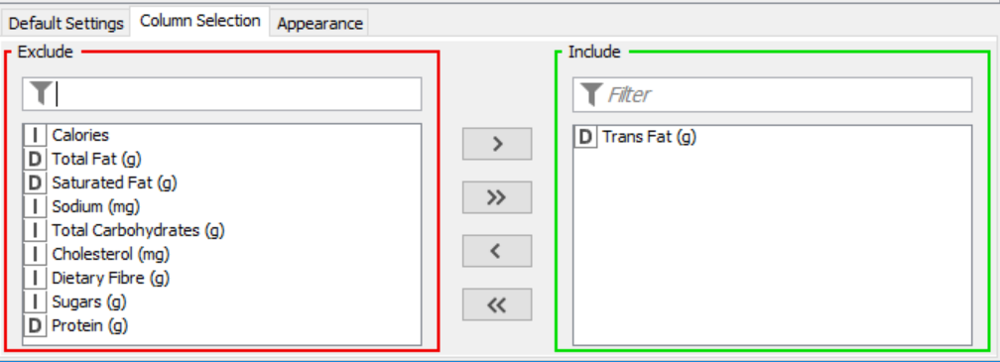 Default Settings Column Selection Appearance
Exclude
Include
Filter
I Calories
D Total Fat (g)
D Saturated Fat (g)
I Sodium (mg)
I Total Carbohydrates (g)
I Cholesterol (mg)
I Dietary Fibre (g)
I Sugars (g)
D Protein (g)
>
>>
<
<<
D Trans Fat (g)